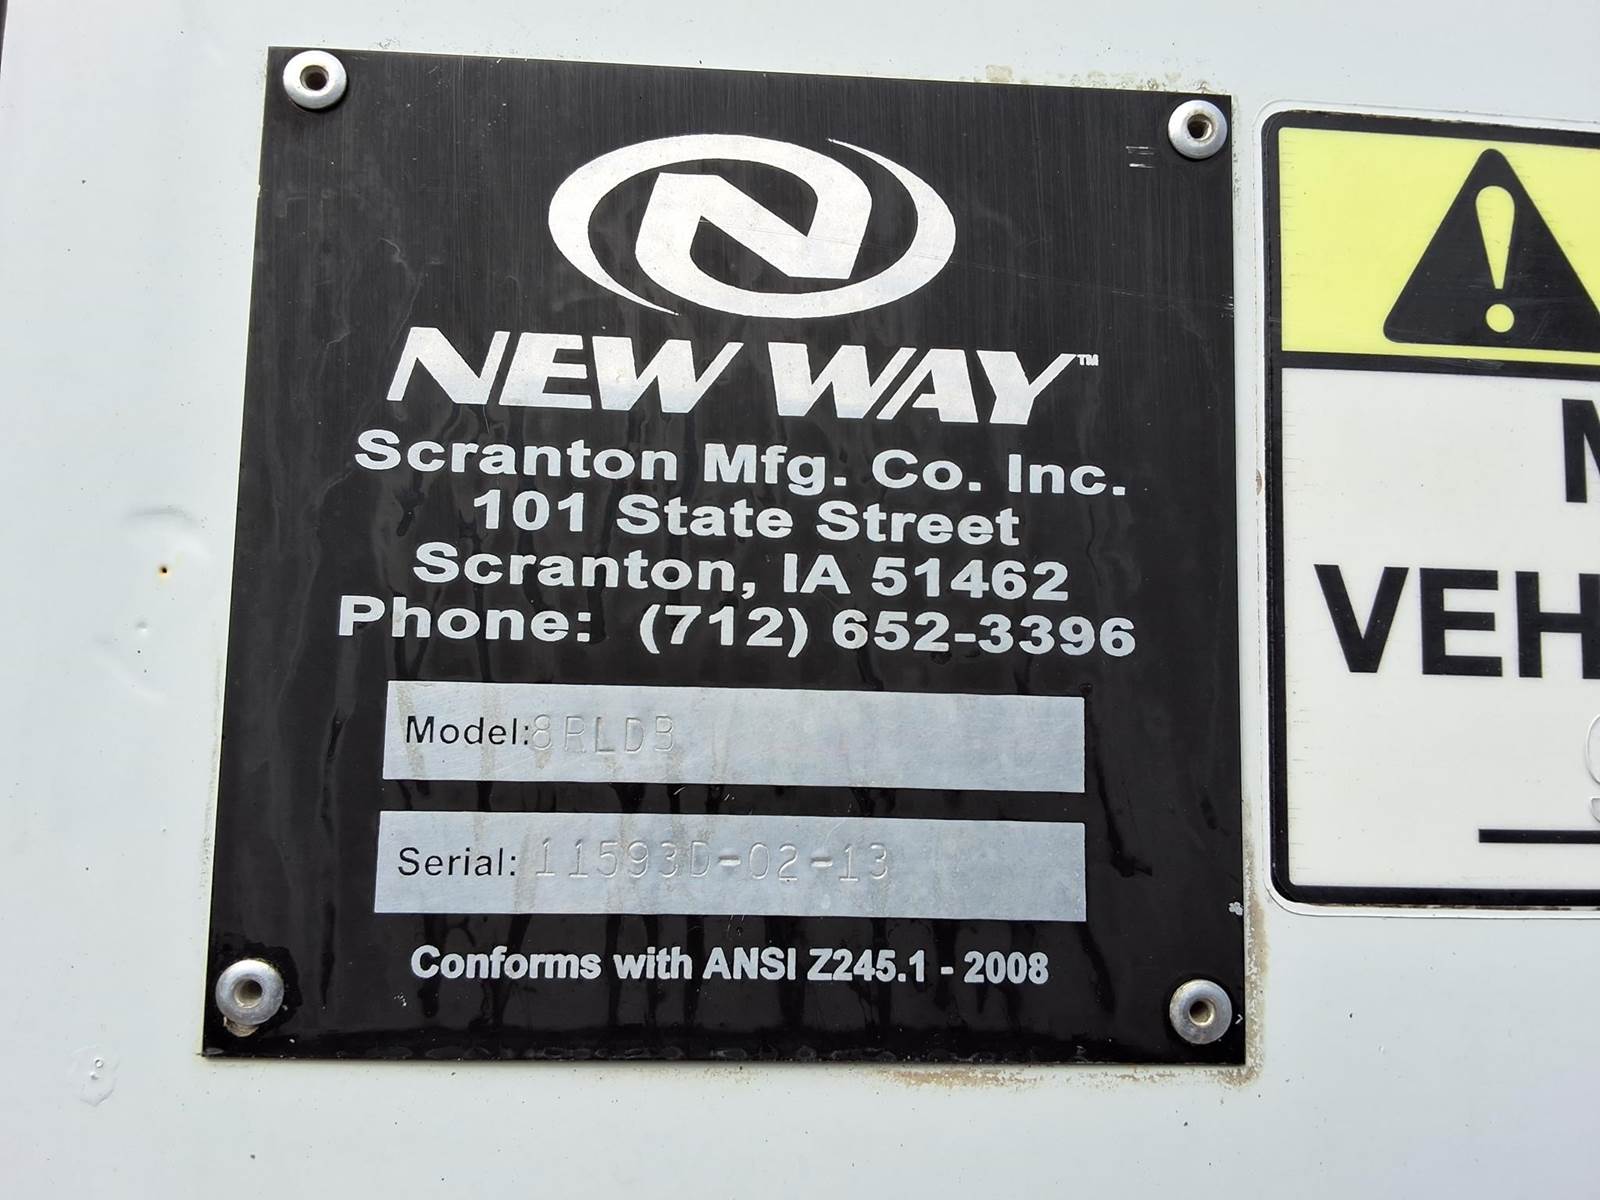 NEW WAY™
Scranton Mfg. Co. Inc.
101 State Street
Scranton, IA 51462
Phone: (712) 652-3396
Model: 8RLDB
Serial: 11593D-02-13
Conforms with ANSI Z245.1 - 2008